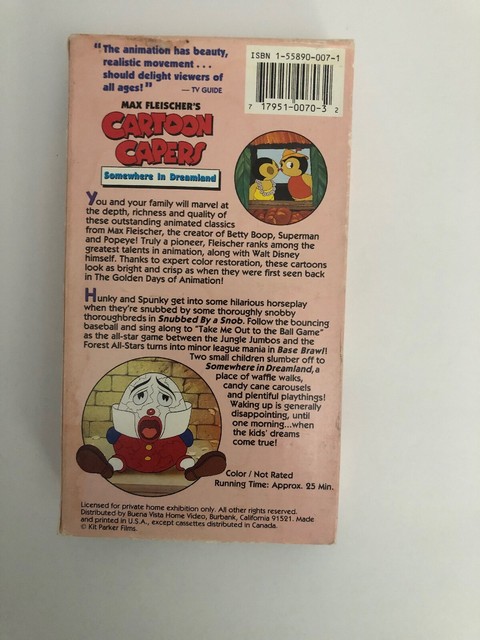 "The animation has beauty,
realistic movement . . .
should delight viewers of
all ages!"
— TV GUIDE
ISBN 1-55890-007-1
7 17951-0070-3 2
MAX FLEISCHER'S
CARTOON
CAPERS
Somewhere in Dreamland
You and your family will marvel at
the depth, richness and quality of
these outstanding animated classics
from Max Fleischer, the creator of Betty Boop, Superman
and Popeye! Truly a pioneer, Fleischer ranks among the
greatest talents in animation, along with Walt Disney
himself. Thanks to expert color restoration, these cartoons
look as bright and crisp as when they were first seen back
in The Golden Days of Animation!
Hunky and Spunky get into some hilarious horseplay
when they're snubbed by some thoroughly snobby
thoroughbreds in Snubbed By a Snob. Follow the bouncing
baseball and sing along to "Take Me Out to the Ball Game"
as the all-star game between the Jungle Jumbos and the
Forest All-Stars turns into minor league mania in Base Brawl!
Two small children slumber off to
Somewhere in Dreamland, a
place of waffle walks,
candy cane carousels
and plentiful playthings!
Waking up is generally
disappointing, until
one morning...when
the kids' dreams
come true!
Color / Not Rated
Running Time: Approx. 25 Min.
Licensed for private home exhibition only. All other rights reserved.
Distributed by Buena Vista Home Video, Burbank, California 91521. Made
and printed in U.S.A., except cassettes distributed in Canada.
© Kit Parker Films.